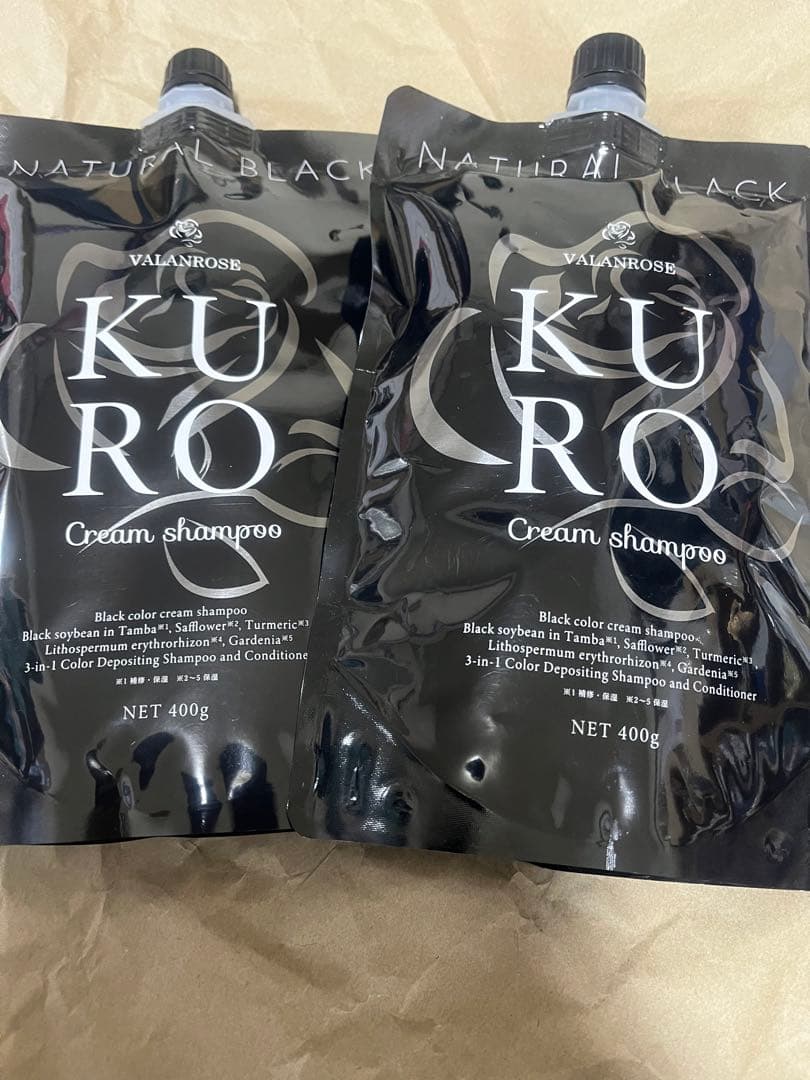 NATURAL BLACK
VALANROSE
KU
RO
Cream shampoo
Black color cream shampoo
Black soybean in Tamba※1, Safflower※2, Turmeric※3
Lithospermum erythrorhizon※4, Gardenia※5
3-in-1 Color Depositing Shampoo and Conditione
※1 補修・保湿 ※2～5 保湿
NET 400g
NATURAL LACK
VALANROSE
KU
RO
Cream shampoo
Black color cream shampoo
Black soybean in Tamba※1, Safflower※2, Turmeric※3,
Lithospermum erythrorhizon※4, Gardenia※5
3-in-1 Color Depositing Shampoo and Conditioner
※1 補修・保湿 ※2～5 保湿
NET 400g